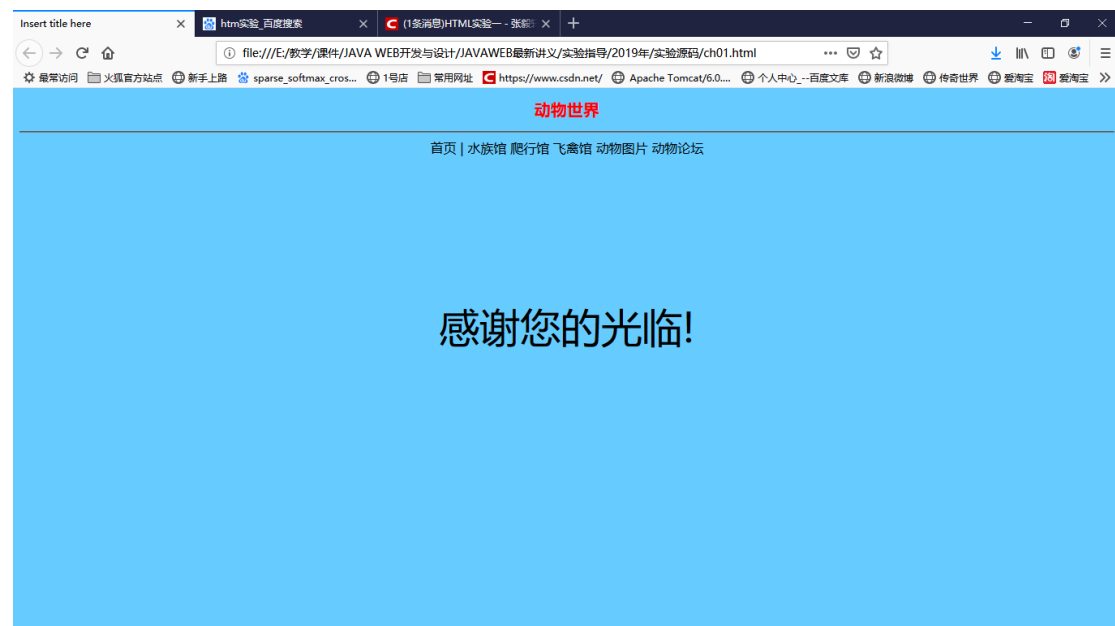 Insert title here
htm实验_百度搜索
(1条消息)HTML实验一 - 张毅
file:///E:/教学/课件/JAVA WEB开发与设计/JAVAWEB最新讲义/实验指导/2019年/实验源码/ch01.html
最常访问 火狐官方站点 新手上路 sparse_softmax_cros... 1号店 常用网址 https://www.csdn.net/ Apache Tomcat/6.0.... 个人中心_--百度文库 新浪微博 传奇世界 爱淘宝 爱淘宝
动物世界
首页 | 水族馆 爬行馆 飞禽馆 动物图片 动物论坛
感谢您的光临!